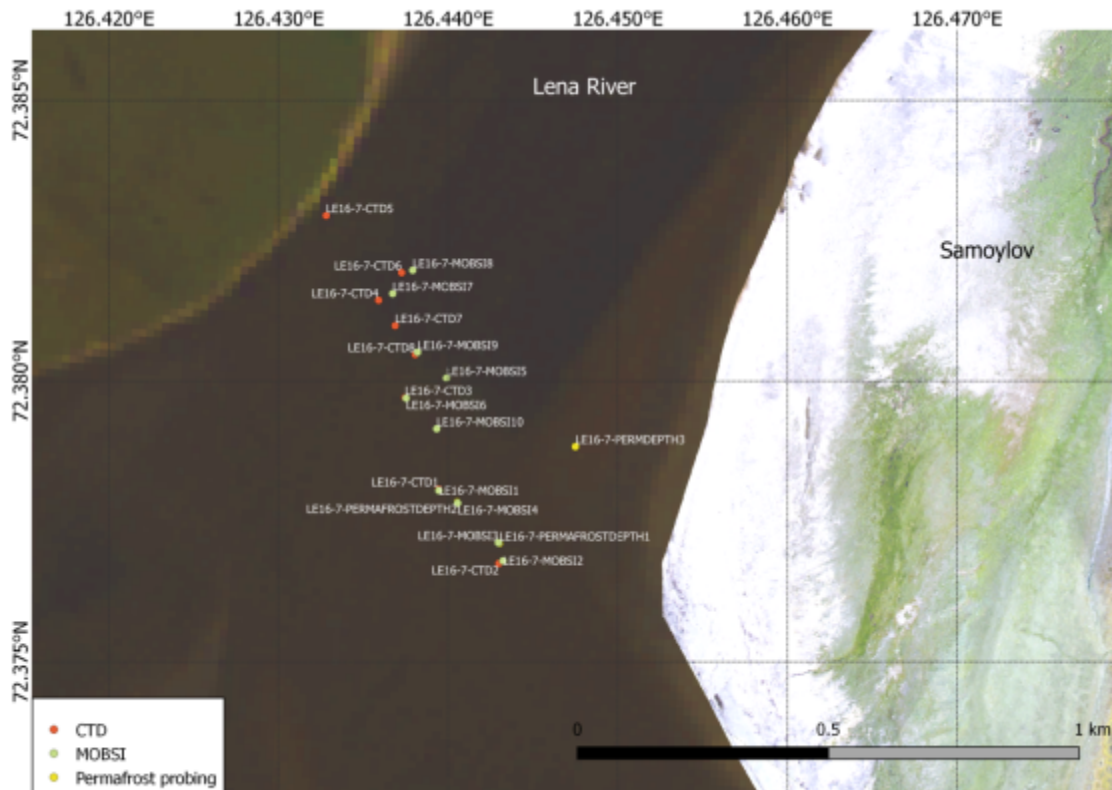 126.420°E 126.430°E 126.440°E 126.450°E 126.460°E 126.470°E
72.385°N
72.380°N
72.375°N
Lena River
Samoylov
LE16-7-CTD5
LE16-7-CTD6 LE16-7-MOBSI8
LE16-7-CTD4 LE16-7-MOBSI7
LE16-7-CTD7
LE16-7-CTD8 LE16-7-MOBSI9
LE16-7-MOBSI5
LE16-7-CTD3
LE16-7-MOBSI6
LE16-7-MOBSI10
LE16-7-PERMDEPTH3
LE16-7-CTD1 LE16-7-MOBSI1
LE16-7-PERMAFROSTDEPTH2 LE16-7-MOBSI4
LE16-7-MOBSI3 LE16-7-PERMAFROSTDEPTH1
LE16-7-MOBSI2
LE16-7-CTD2
0 0.5 1 km
CTD
MOBSI
Permafrost probing